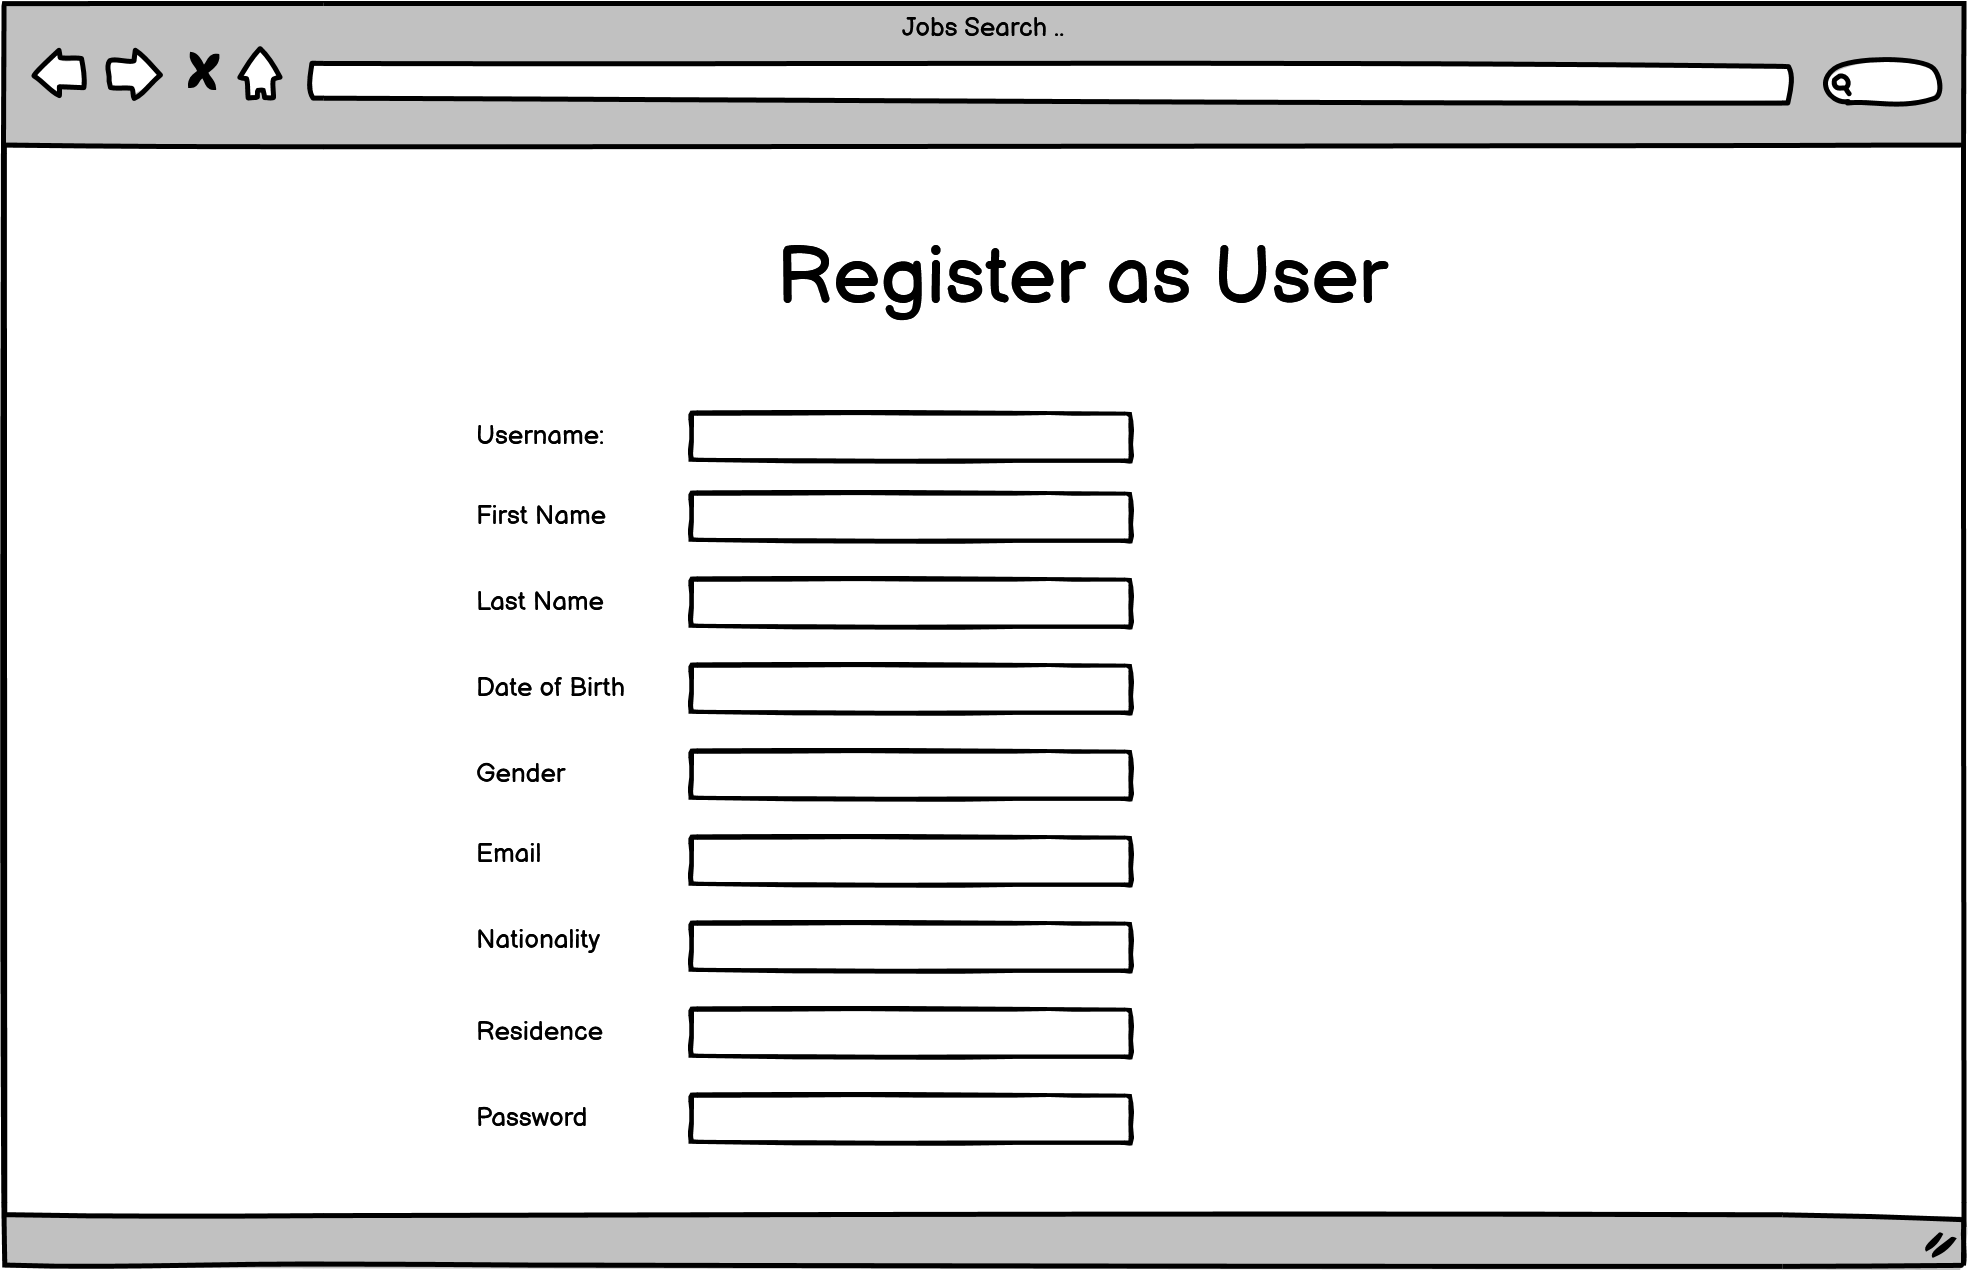 Jobs Search ..
Register as User
Username:
First Name
Last Name
Date of Birth
Gender
Email
Nationality
Residence
Password